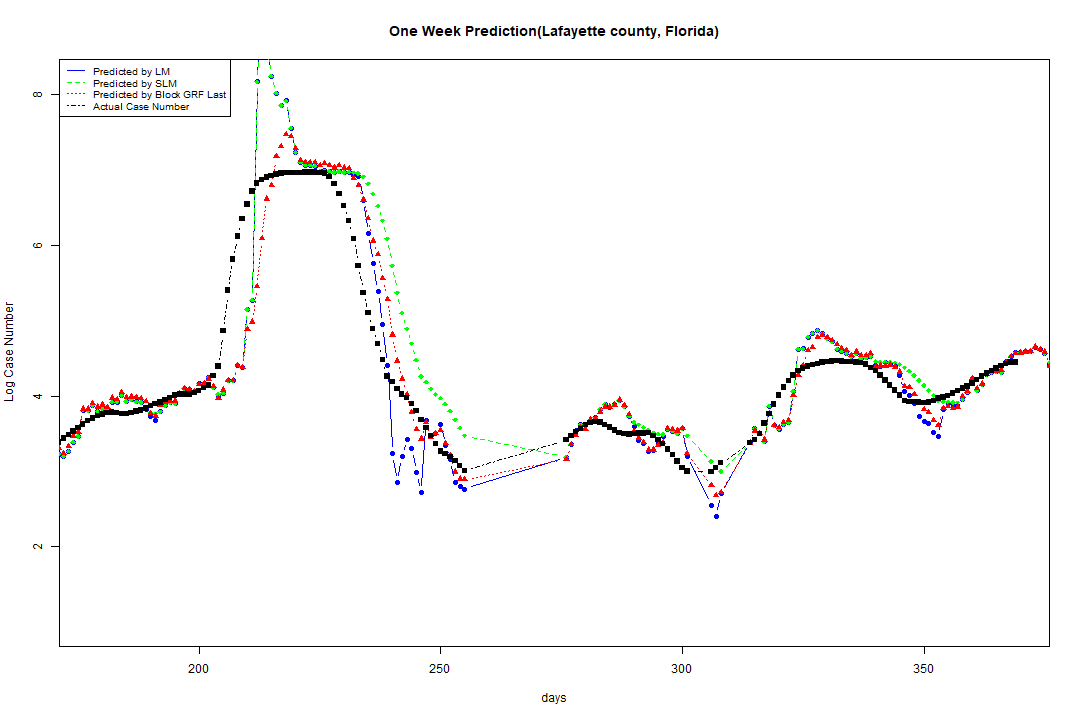 One Week Prediction(Lafayette county, Florida)
Predicted by LM
Predicted by SLM
Predicted by Block GRF Last
Actual Case Number
8
6
4
2
Log Case Number
200
250
300
350
days